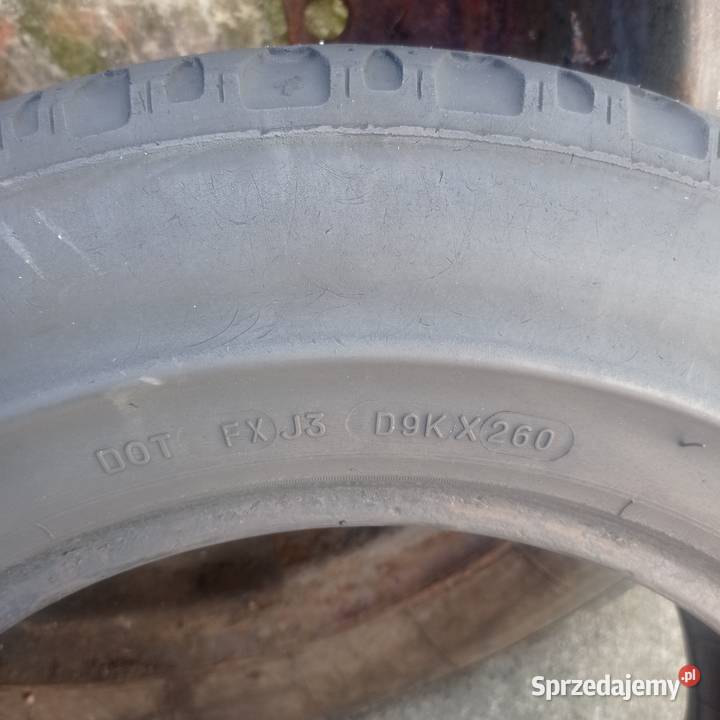 DOT FX J3 D9KX 260
Sprzedajemy.pl